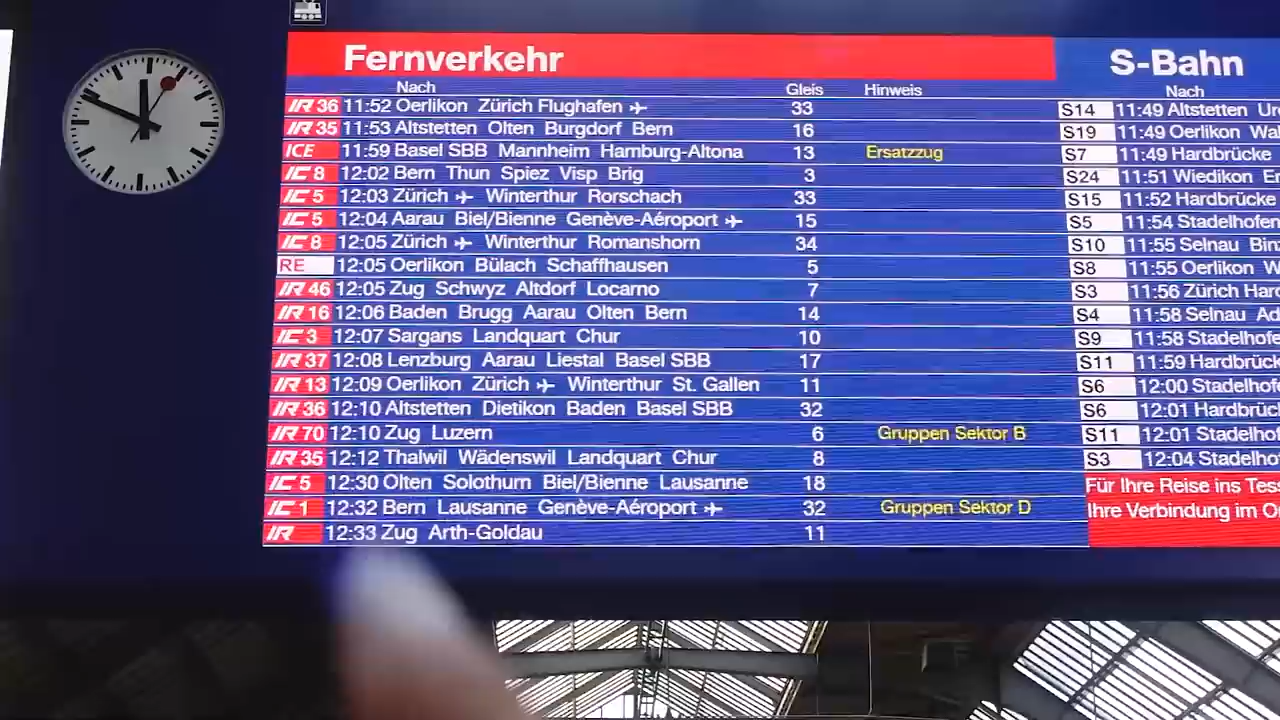 Fernverkehr
Nach Gleis Hinweis
IR 36 11:52 Oerlikon Zürich Flughafen 33
IR 35 11:53 Altstetten Olten Burgdorf Bern 16
ICE 11:59 Basel SBB Mannheim Hamburg-Altona 13 Ersatzzug
IC 8 12:02 Bern Thun Spiez Visp Brig 3
IC 5 12:03 Zürich Winterthur Rorschach 33
IC 5 12:04 Aarau Biel/Bienne Genève-Aéroport 15
IC 8 12:05 Zürich Winterthur Romanshorn 34
RE 12:05 Oerlikon Bülach Schaffhausen 5
IR 46 12:05 Zug Schwyz Altdorf Locarno 7
IR 16 12:06 Baden Brugg Aarau Olten Bern 14
IC 3 12:07 Sargans Landquart Chur 10
IR 37 12:08 Lenzburg Aarau Liestal Basel SBB 17
IR 13 12:09 Oerlikon Zürich Winterthur St. Gallen 11
IR 36 12:10 Altstetten Dietikon Baden Basel SBB 32
IR 70 12:10 Zug Luzern 6 Gruppen Sektor B
IR 35 12:12 Thalwil Wädenswil Landquart Chur 8
IC 5 12:30 Olten Solothurn Biel/Bienne Lausanne 18
IC 1 12:32 Bern Lausanne Genève-Aéroport 32 Gruppen Sektor D
IR 12:33 Zug Arth-Goldau 11
S-Bahn
Nach
S14 11:49 Altstetten
S19 11:49 Oerlikon
S7 11:49 Hardbrücke
S24 11:51 Wiedikon
S15 11:52 Hardbrücke
S5 11:54 Stadelhofen
S10 11:55 Selnau
S8 11:55 Oerlikon
S3 11:56 Zürich
S4 11:58 Selnau
S9 11:58 Stadelhofe
S11 11:59 Hardbrück
S6 12:00 Stadelhof
S6 12:01 Hardbrück
S11 12:01 Stadelho
S3 12:04 Stadelho
Für Ihre Reise ins
Ihre Verbindung im